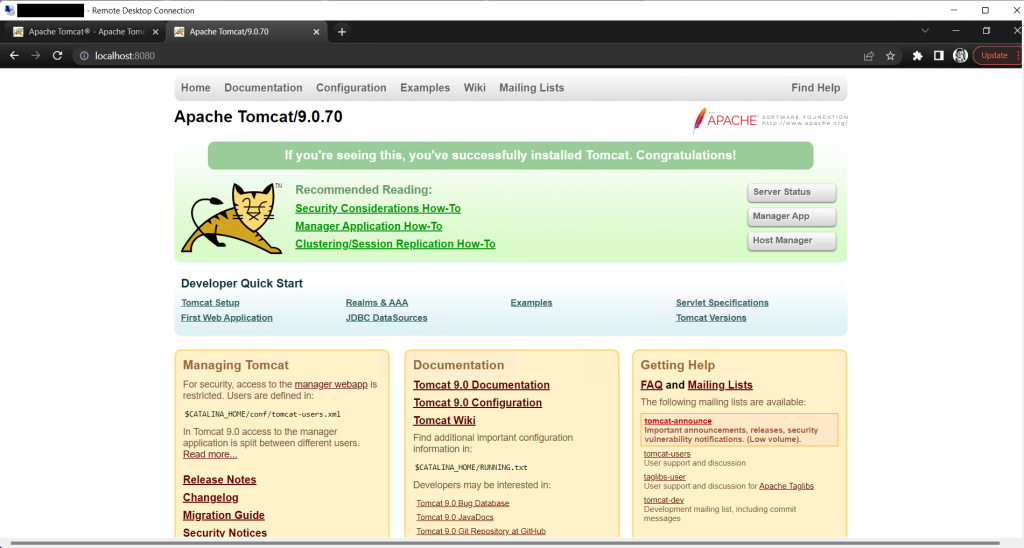 - Remote Desktop Connection
Apache Tomcat® - Apache Tomc
Apache Tomcat/9.0.70
localhost:8080
Update
Home Documentation Configuration Examples Wiki Mailing Lists Find Help
Apache Tomcat/9.0.70
APACHE
SOFTWARE FOUNDATION
http://www.apache.org/
If you're seeing this, you've successfully installed Tomcat. Congratulations!
TM
Recommended Reading:
Security Considerations How-To
Manager Application How-To
Clustering/Session Replication How-To
Server Status
Manager App
Host Manager
Developer Quick Start
Tomcat Setup
First Web Application
Realms & AAA
JDBC DataSources
Examples
Servlet Specifications
Tomcat Versions
Managing Tomcat
For security, access to the manager webapp is
restricted. Users are defined in:
$CATALINA_HOME/conf/tomcat-users.xml
In Tomcat 9.0 access to the manager
application is split between different users.
Read more...
Release Notes
Changelog
Migration Guide
Security Notices
Documentation
Tomcat 9.0 Documentation
Tomcat 9.0 Configuration
Tomcat Wiki
Find additional important configuration
information in:
$CATALINA_HOME/RUNNING.txt
Developers may be interested in:
Tomcat 9.0 Bug Database
Tomcat 9.0 JavaDocs
Tomcat 9.0 Git Repository at GitHub
Getting Help
FAQ and Mailing Lists
The following mailing lists are available:
tomcat-announce
Important announcements, releases, security
vulnerability notifications. (Low volume).
tomcat-users
User support and discussion
taglibs-user
User support and discussion for Apache Taglibs
tomcat-dev
Development mailing list, including commit
messages